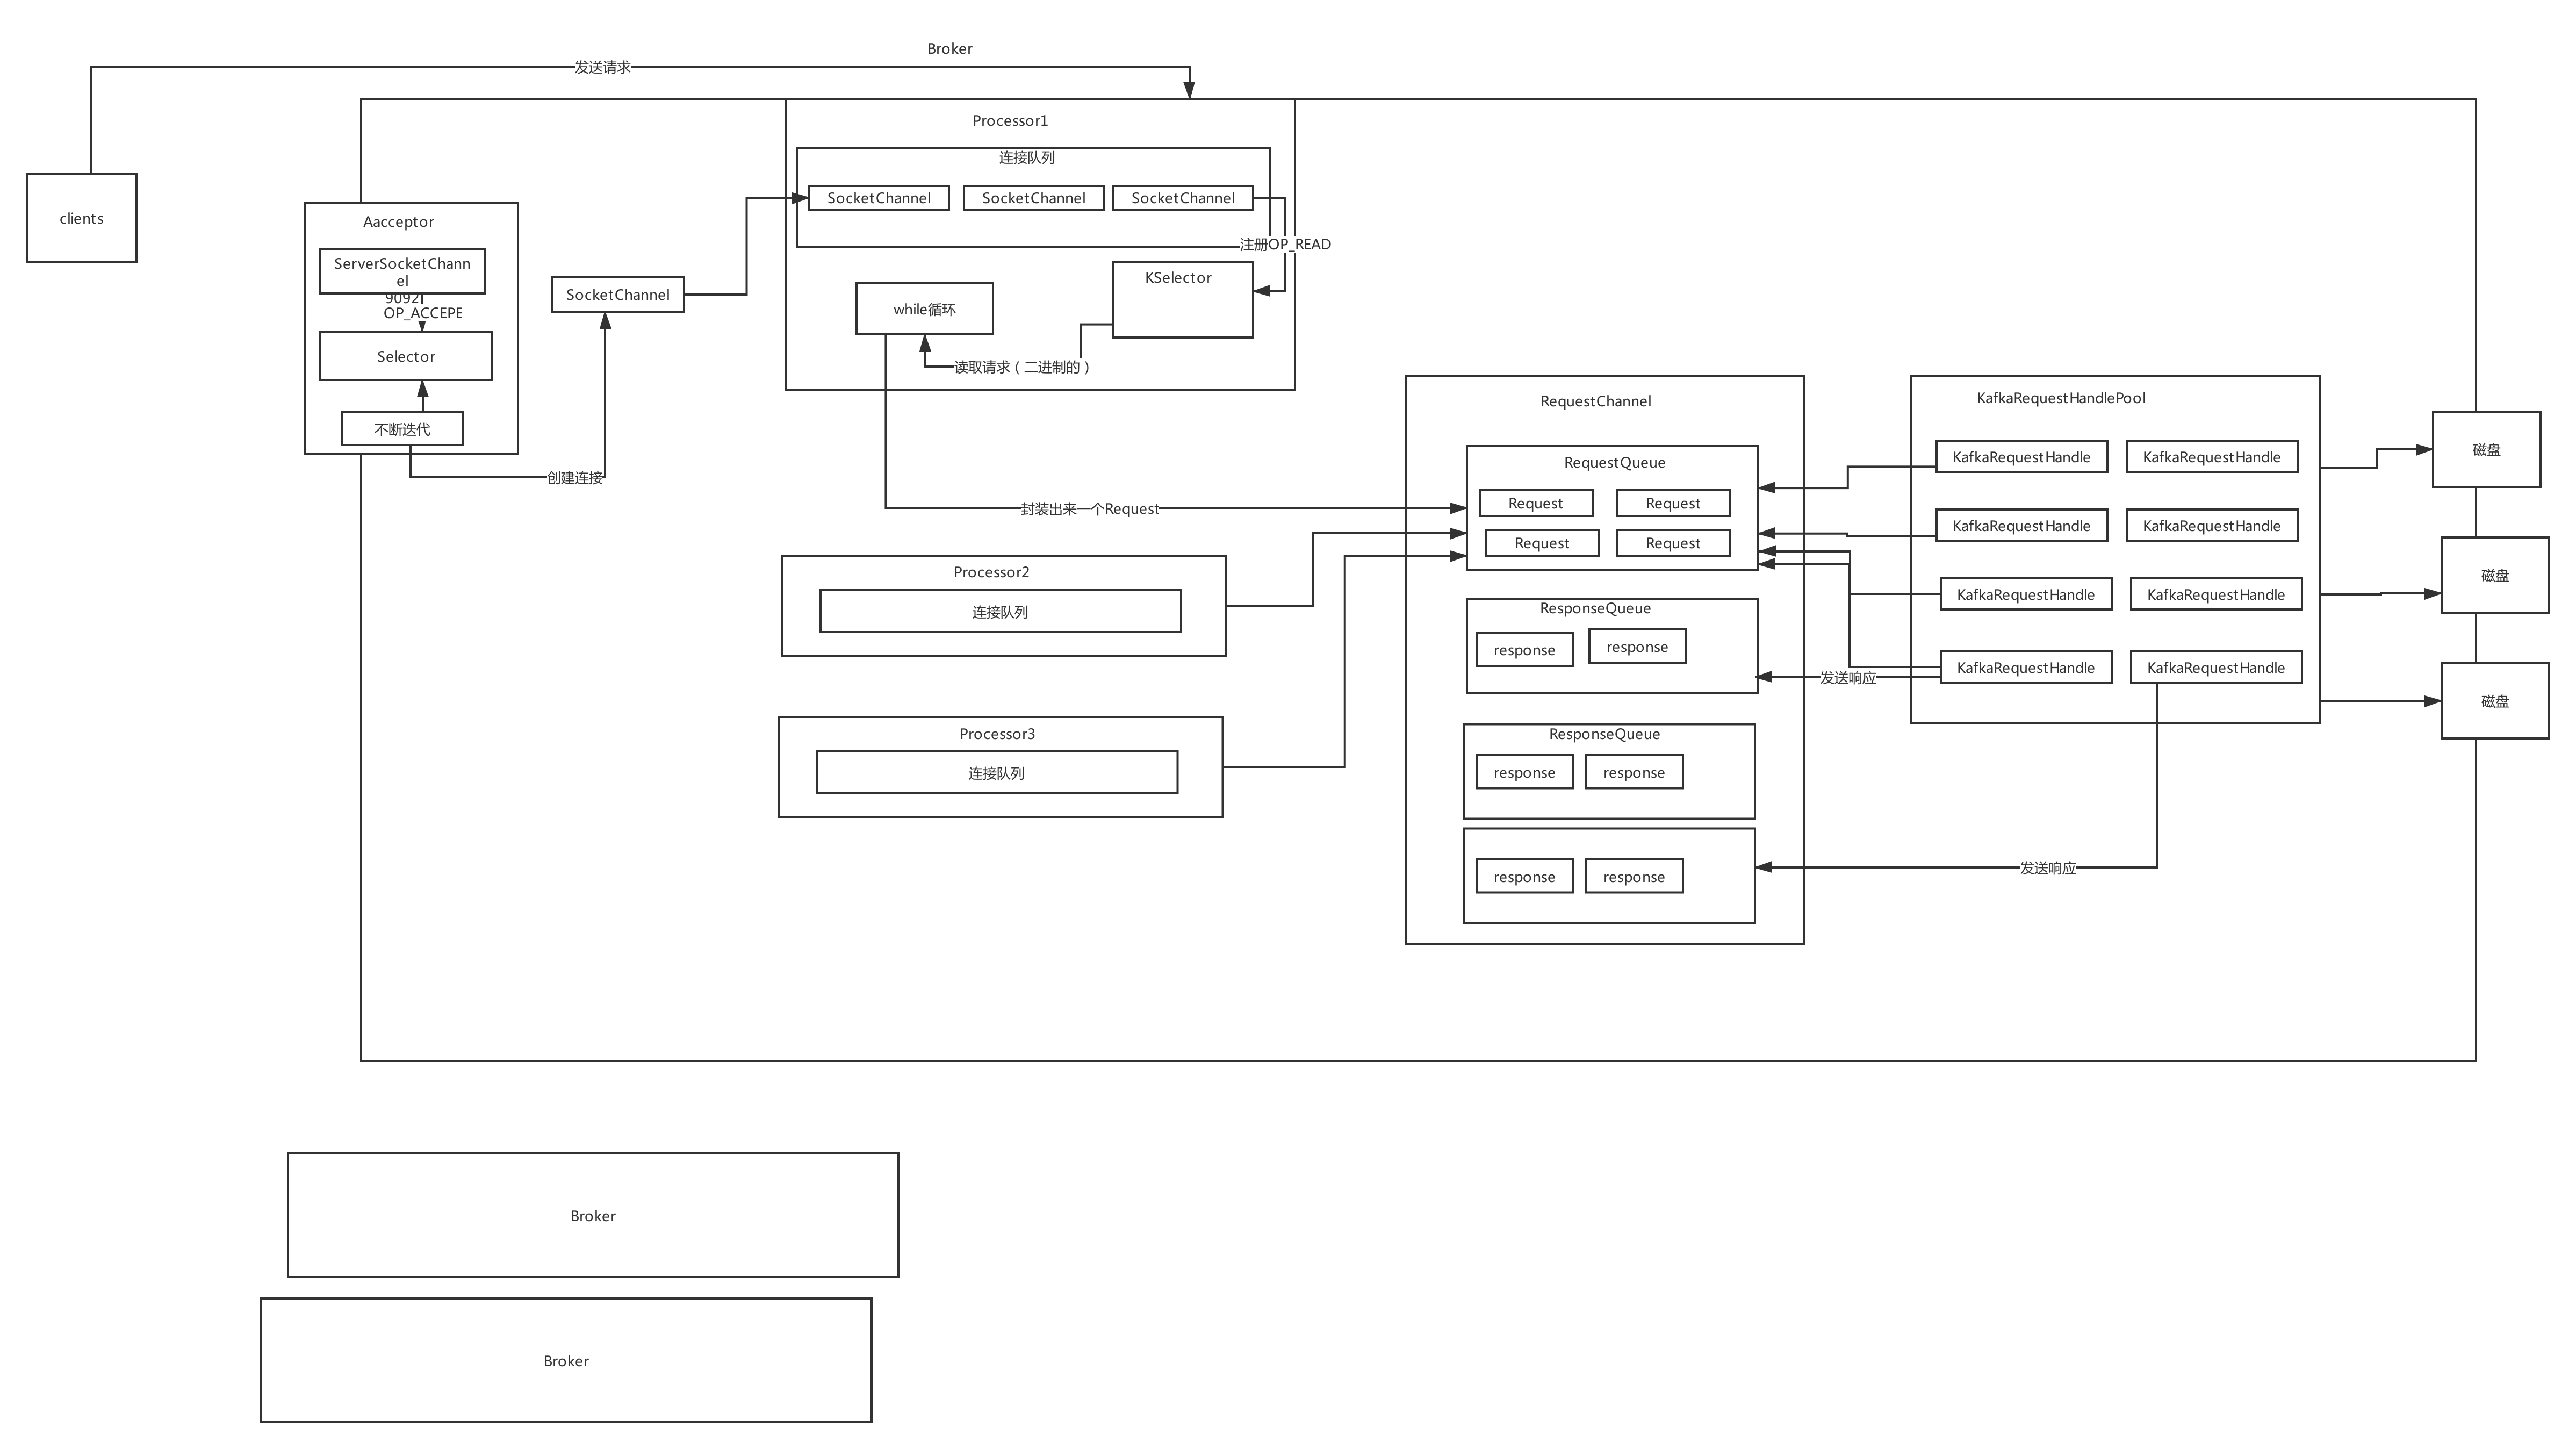 Broker
发送请求
clients
Aacceptor
ServerSocketChann
el
9092
OP_ACCEPE
Selector
不断迭代
创建连接
SocketChannel
Processor1
连接队列
SocketChannel
SocketChannel
SocketChannel
注册OP_READ
KSelector
while循环
读取请求（二进制的）
封装出来一个Request
Processor2
连接队列
Processor3
连接队列
RequestChannel
RequestQueue
Request
Request
Request
Request
ResponseQueue
response
response
ResponseQueue
response
response
response
response
发送响应
发送响应
KafkaRequestHandlePool
KafkaRequestHandle
KafkaRequestHandle
KafkaRequestHandle
KafkaRequestHandle
KafkaRequestHandle
KafkaRequestHandle
KafkaRequestHandle
KafkaRequestHandle
磁盘
磁盘
磁盘
Broker
Broker